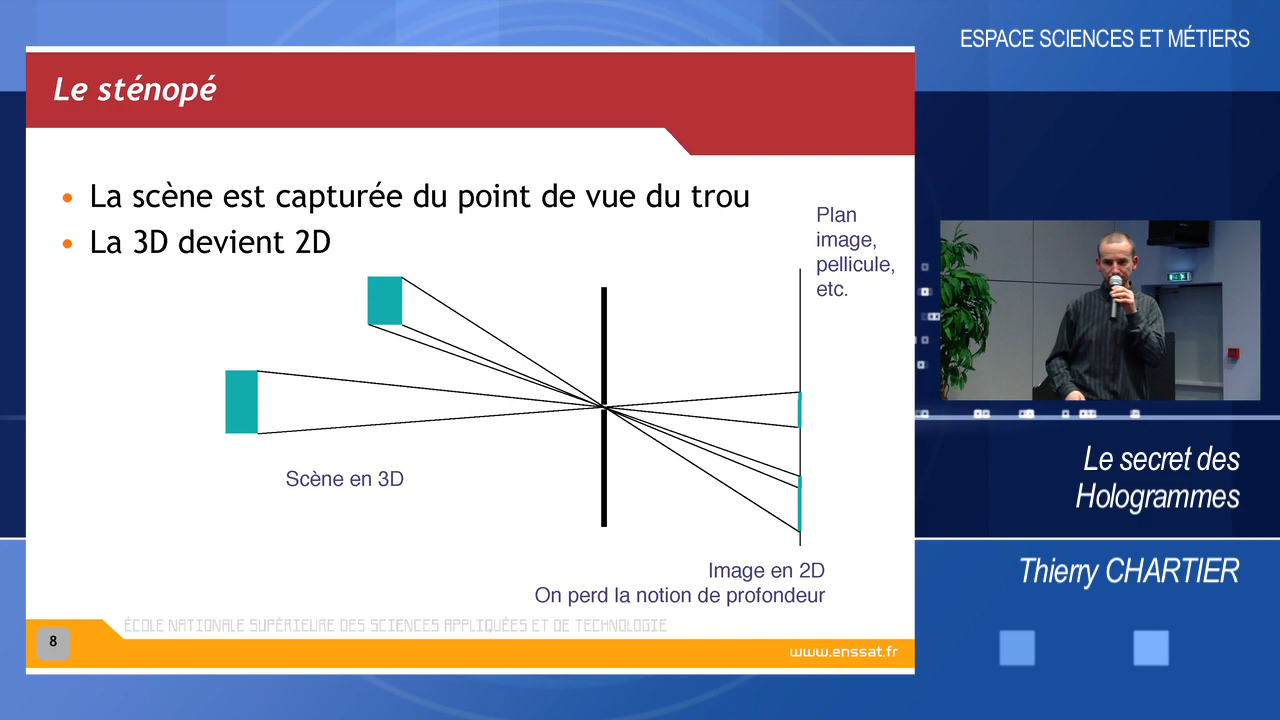 ESPACE SCIENCES ET MÉTIERS
Le sténopé
• La scène est capturée du point de vue du trou
• La 3D devient 2D
Plan
image,
pellicule,
etc.
Scène en 3D
Image en 2D
On perd la notion de profondeur
ÉCOLE NATIONALE SUPÉRIEURE DES SCIENCES APPLIQUÉES ET DE TECHNOLOGIE
8
www.enssat.fr
Le secret des
Hologrammes
Thierry CHARTIER